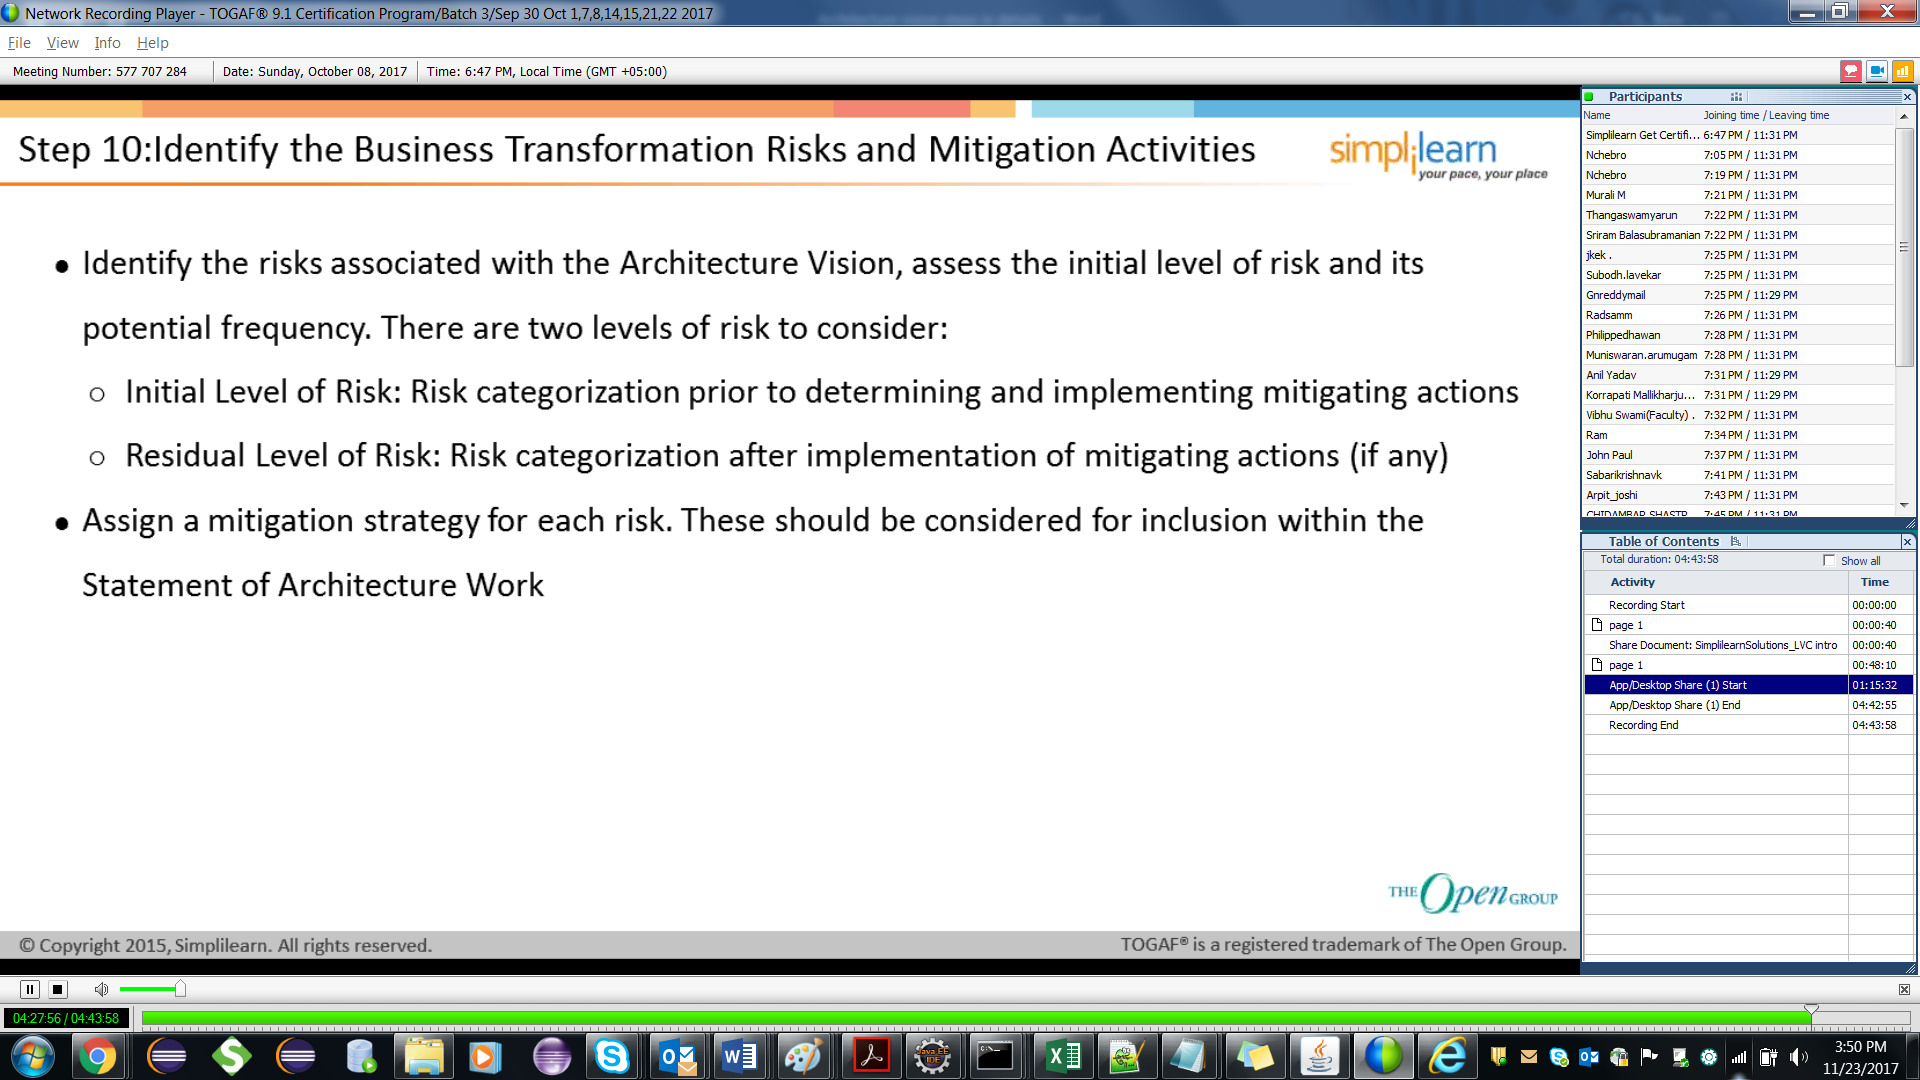 Network Recording Player - TOGAF® 9.1 Certification Program/Batch 3/Sep 30 Oct 1,7,8,14,15,21,22 2017
File View Info Help
Meeting Number: 577 707 284 Date: Sunday, October 08, 2017 Time: 6:47 PM, Local Time (GMT +05:00)
Step 10:Identify the Business Transformation Risks and Mitigation Activities
simplilearn
your pace, your place
● Identify the risks associated with the Architecture Vision, assess the initial level of risk and its
potential frequency. There are two levels of risk to consider:
○ Initial Level of Risk: Risk categorization prior to determining and implementing mitigating actions
○ Residual Level of Risk: Risk categorization after implementation of mitigating actions (if any)
● Assign a mitigation strategy for each risk. These should be considered for inclusion within the
Statement of Architecture Work
THE Open GROUP
© Copyright 2015, Simplilearn. All rights reserved.
TOGAF® is a registered trademark of The Open Group.
Participants
Name Joining time / Leaving time
Simplilearn Get Certifi... 6:47 PM / 11:31 PM
Nchebro 7:05 PM / 11:31 PM
Nchebro 7:19 PM / 11:31 PM
Murali M 7:21 PM / 11:31 PM
Thangaswamyarun 7:22 PM / 11:31 PM
Sriram Balasubramanian 7:22 PM / 11:31 PM
jkek . 7:25 PM / 11:31 PM
Subodh.lavekar 7:25 PM / 11:31 PM
Gnreddymail 7:25 PM / 11:29 PM
Radsamm 7:26 PM / 11:31 PM
Philippedhawan 7:28 PM / 11:31 PM
Muniswaran.arumugam 7:28 PM / 11:31 PM
Anil Yadav 7:31 PM / 11:29 PM
Korrapati Mallikharju... 7:31 PM / 11:29 PM
Vibhu Swami(Faculty) . 7:32 PM / 11:31 PM
Ram 7:34 PM / 11:31 PM
John Paul 7:37 PM / 11:31 PM
Sabarikrishnavk 7:41 PM / 11:31 PM
Arpit_joshi 7:43 PM / 11:31 PM
CHIDAMBAR SHASTR 7:45 PM / 11:31 PM
Table of Contents
Total duration: 04:43:58 Show all
Activity Time
Recording Start 00:00:00
page 1 00:00:40
Share Document: SimplilearnSolutions_LVC intro 00:00:40
page 1 00:48:10
App/Desktop Share (1) Start 01:15:32
App/Desktop Share (1) End 04:42:55
Recording End 04:43:58
04:27:56 / 04:43:58
3:50 PM
11/23/2017